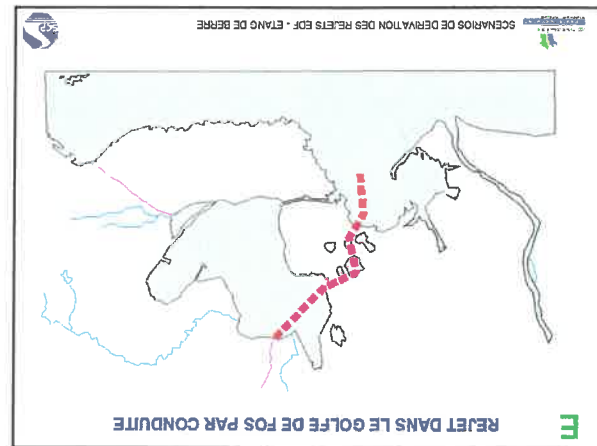 E
REJET DANS LE GOLFE DE FOS PAR CONDUITE
SCENARIOS DE DERIVATION DES REJETS EDF - ETANG DE BERRE